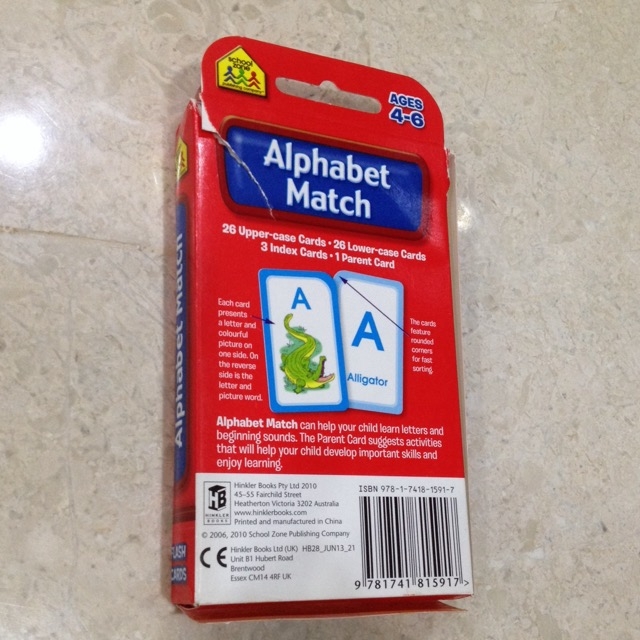 school
zone
publishing company
AGES
4-6
Alphabet
Match
26 Upper-case Cards • 26 Lower-case Cards
3 Index Cards • 1 Parent Card
Each card
presents
a letter and
colourful
picture on
one side. On
the reverse
side is the
letter and
picture word.
A
A
Alligator
The cards
feature
rounded
corners
for fast
sorting.
Alphabet Match can help your child learn letters and
beginning sounds. The Parent Card suggests activities
that will help your child develop important skills and
enjoy learning.
HB
HINKLER
BOOKS
Hinkler Books Pty Ltd 2010
45–55 Fairchild Street
Heatherton Victoria 3202 Australia
www.hinklerbooks.com
Printed and manufactured in China
© 2006, 2010 School Zone Publishing Company
CE
Hinkler Books Ltd (UK) HB28_JUN13_21
Unit B1 Hubert Road
Brentwood
Essex CM14 4RF UK
ISBN 978-1-7418-1591-7
9 781741 815917 >
Alphabet Match
FLASH
CARDS